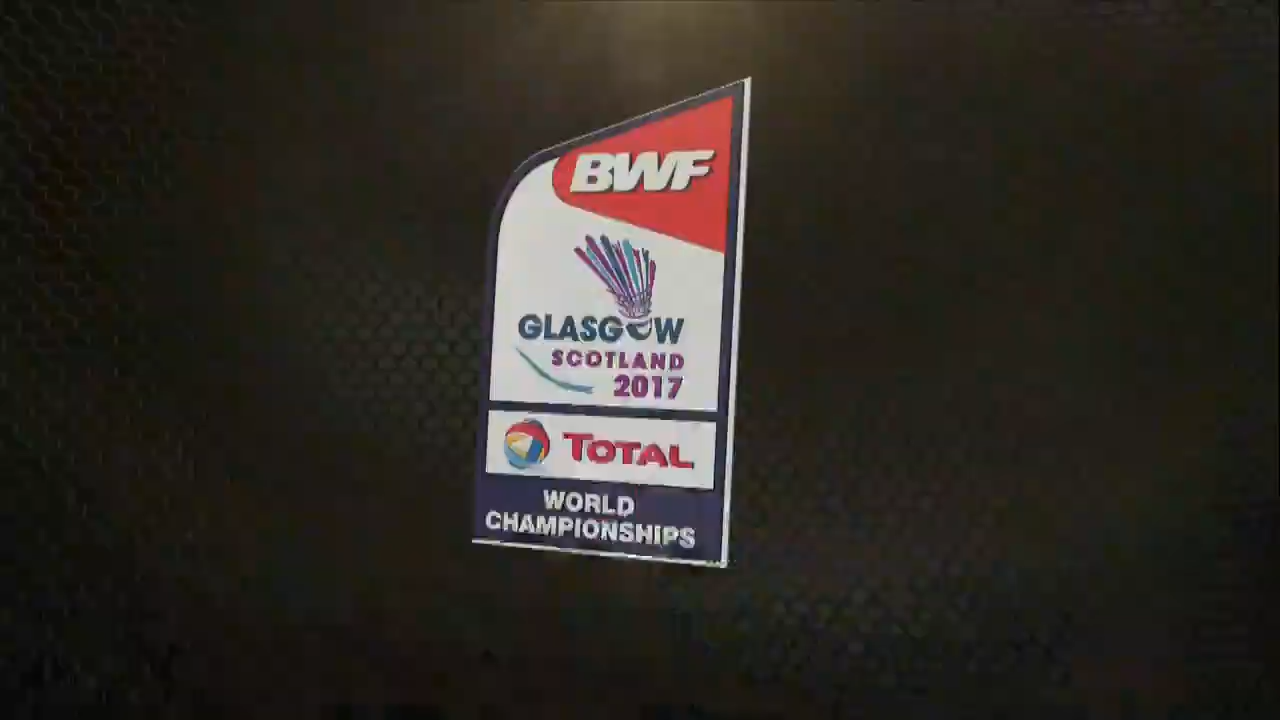 BWF
GLASGOW
SCOTLAND
2017
TOTAL
WORLD
CHAMPIONSHIPS